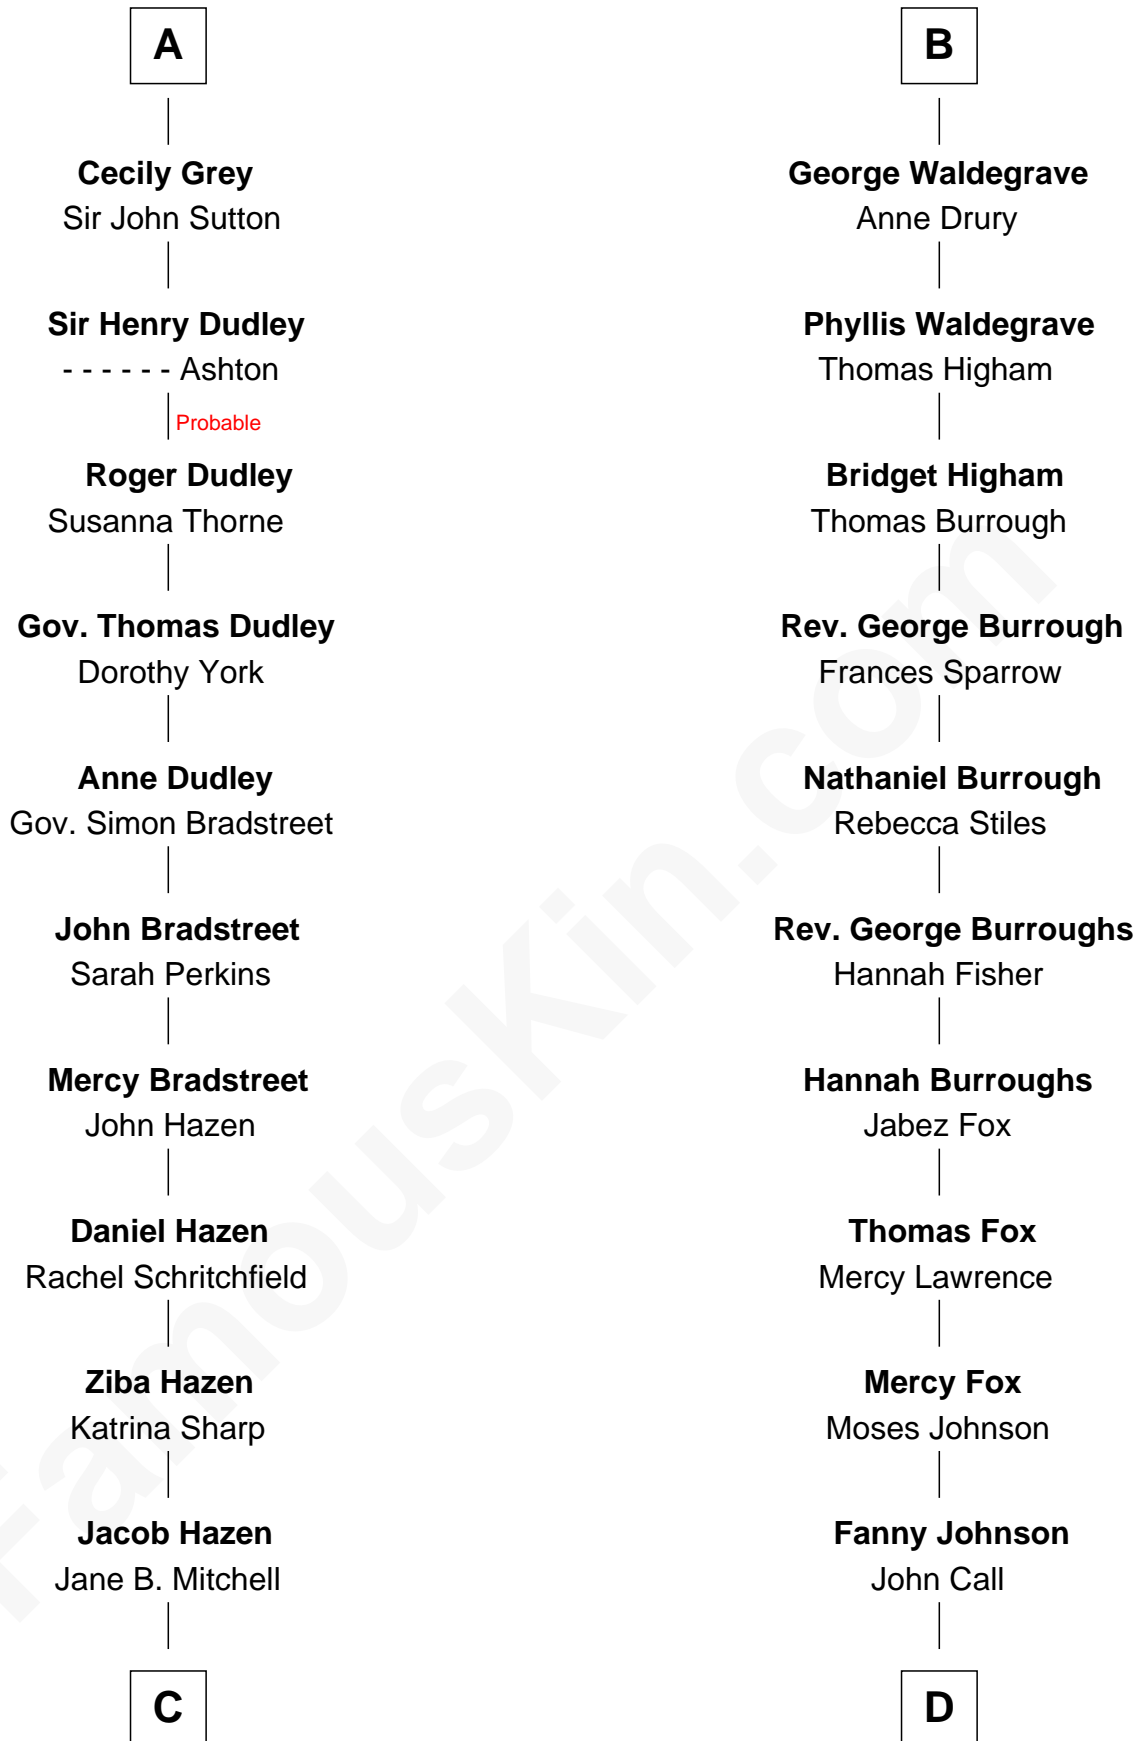 A
Cecily Grey
Sir John Sutton
Sir Henry Dudley
- - - - - - Ashton
Probable
Roger Dudley
Susanna Thorne
Gov. Thomas Dudley
Dorothy York
Anne Dudley
Gov. Simon Bradstreet
John Bradstreet
Sarah Perkins
Mercy Bradstreet
John Hazen
Daniel Hazen
Rachel Schritchfield
Ziba Hazen
Katrina Sharp
Jacob Hazen
Jane B. Mitchell
C
B
George Waldegrave
Anne Drury
Phyllis Waldegrave
Thomas Higham
Bridget Higham
Thomas Burrough
Rev. George Burrough
Frances Sparrow
Nathaniel Burrough
Rebecca Stiles
Rev. George Burroughs
Hannah Fisher
Hannah Burroughs
Jabez Fox
Thomas Fox
Mercy Lawrence
Mercy Fox
Moses Johnson
Fanny Johnson
John Call
D
FamousKin.com